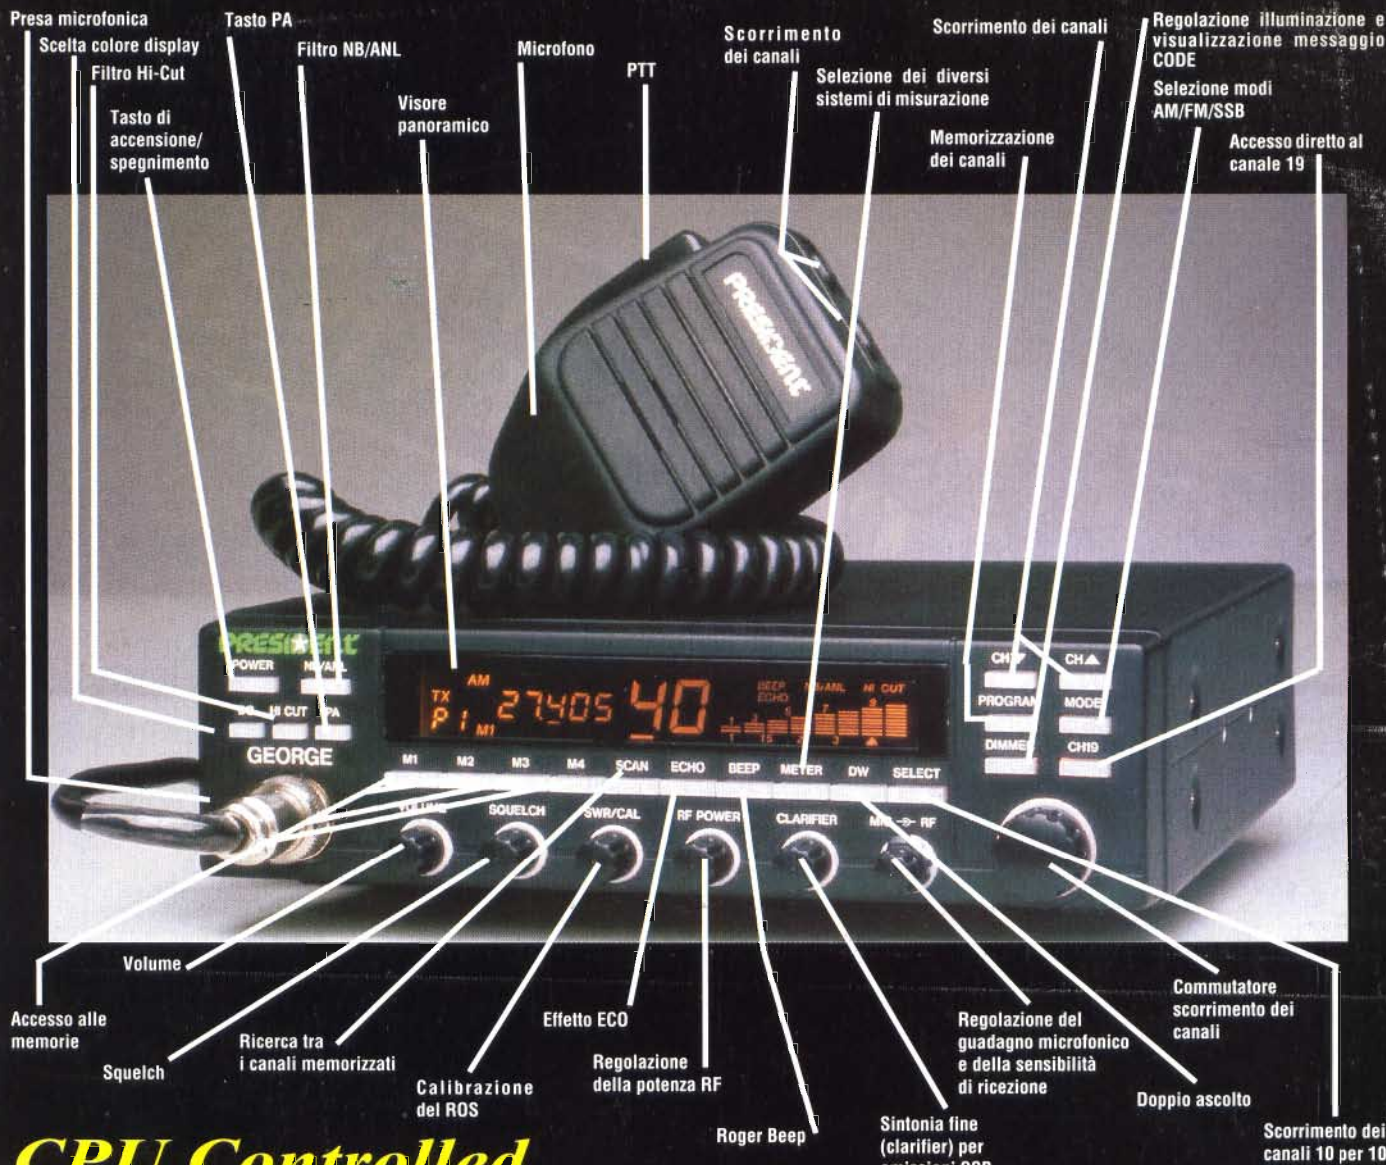 Presa microfonica
Scelta colore display
Filtro Hi-Cut
Tasto di
accensione/
spegnimento
Tasto PA
Filtro NB/ANL
Visore
panoramico
Microfono
PTT
Scorrimento
dei canali
Selezione dei diversi
sistemi di misurazione
Scorrimento dei canali
Memorizzazione
dei canali
Regolazione illuminazione e
visualizzazione messaggio
CODE
Selezione modi
AM/FM/SSB
Accesso diretto al
canale 19
PRESIDENT
PRESIDENT
POWER NB/ANL
HI CUT PA
GEORGE
AM
TX
27.405 40
P1 M1
BEEP NB/ANL HI CUT
ECHO
CH▼ CH▲
PROGRAM MODE
DIMMER CH19
M1 M2 M3 M4 SCAN ECHO BEEP METER DW SELECT
VOLUME SQUELCH SWR/CAL RF POWER CLARIFIER MIC RF
Volume
Accesso alle
memorie
Squelch
Ricerca tra
i canali memorizzati
Calibrazione
del ROS
Effetto ECO
Regolazione
della potenza RF
Roger Beep
Sintonia fine
(clarifier) per
emissioni SSB
Regolazione del
guadagno microfonico
e della sensibilità
di ricezione
Doppio ascolto
Commutatore
scorrimento dei
canali
Scorrimento dei
canali 10 per 10
CPU Controlled